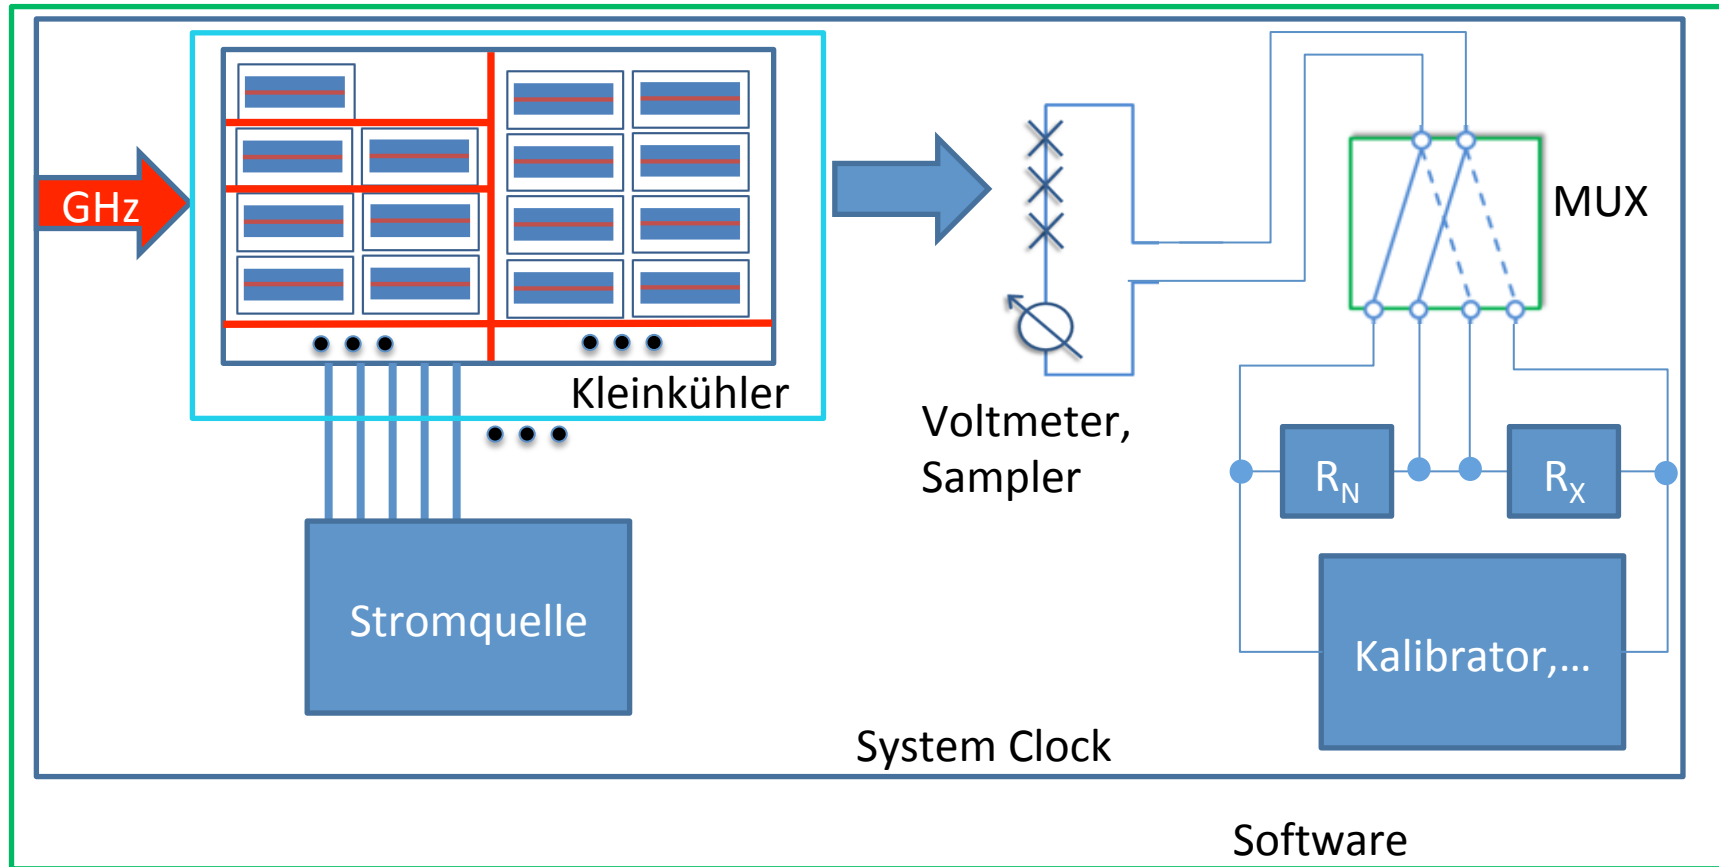 GHz
Kleinkühler
Stromquelle
Voltmeter,
Sampler
MUX
R_N
R_X
Kalibrator,...
System Clock
Software